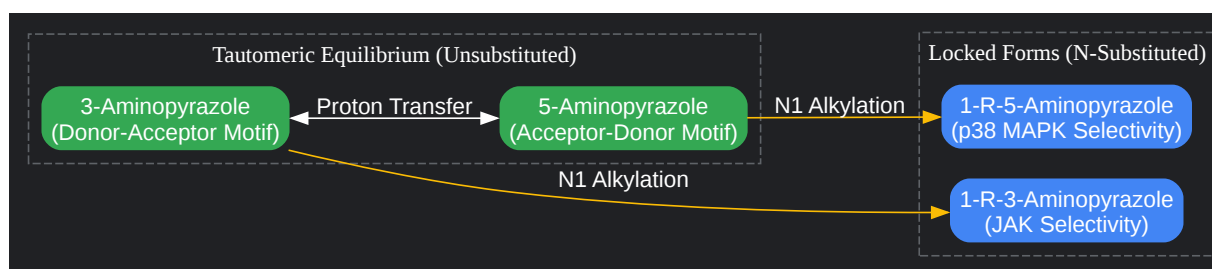 Tautomeric Equilibrium (Unsubstituted)
Locked Forms (N-Substituted)
3-Aminopyrazole
(Donor-Acceptor Motif)
Proton Transfer
5-Aminopyrazole
(Acceptor-Donor Motif)
N1 Alkylation
1-R-5-Aminopyrazole
(p38 MAPK Selectivity)
N1 Alkylation
1-R-3-Aminopyrazole
(JAK Selectivity)